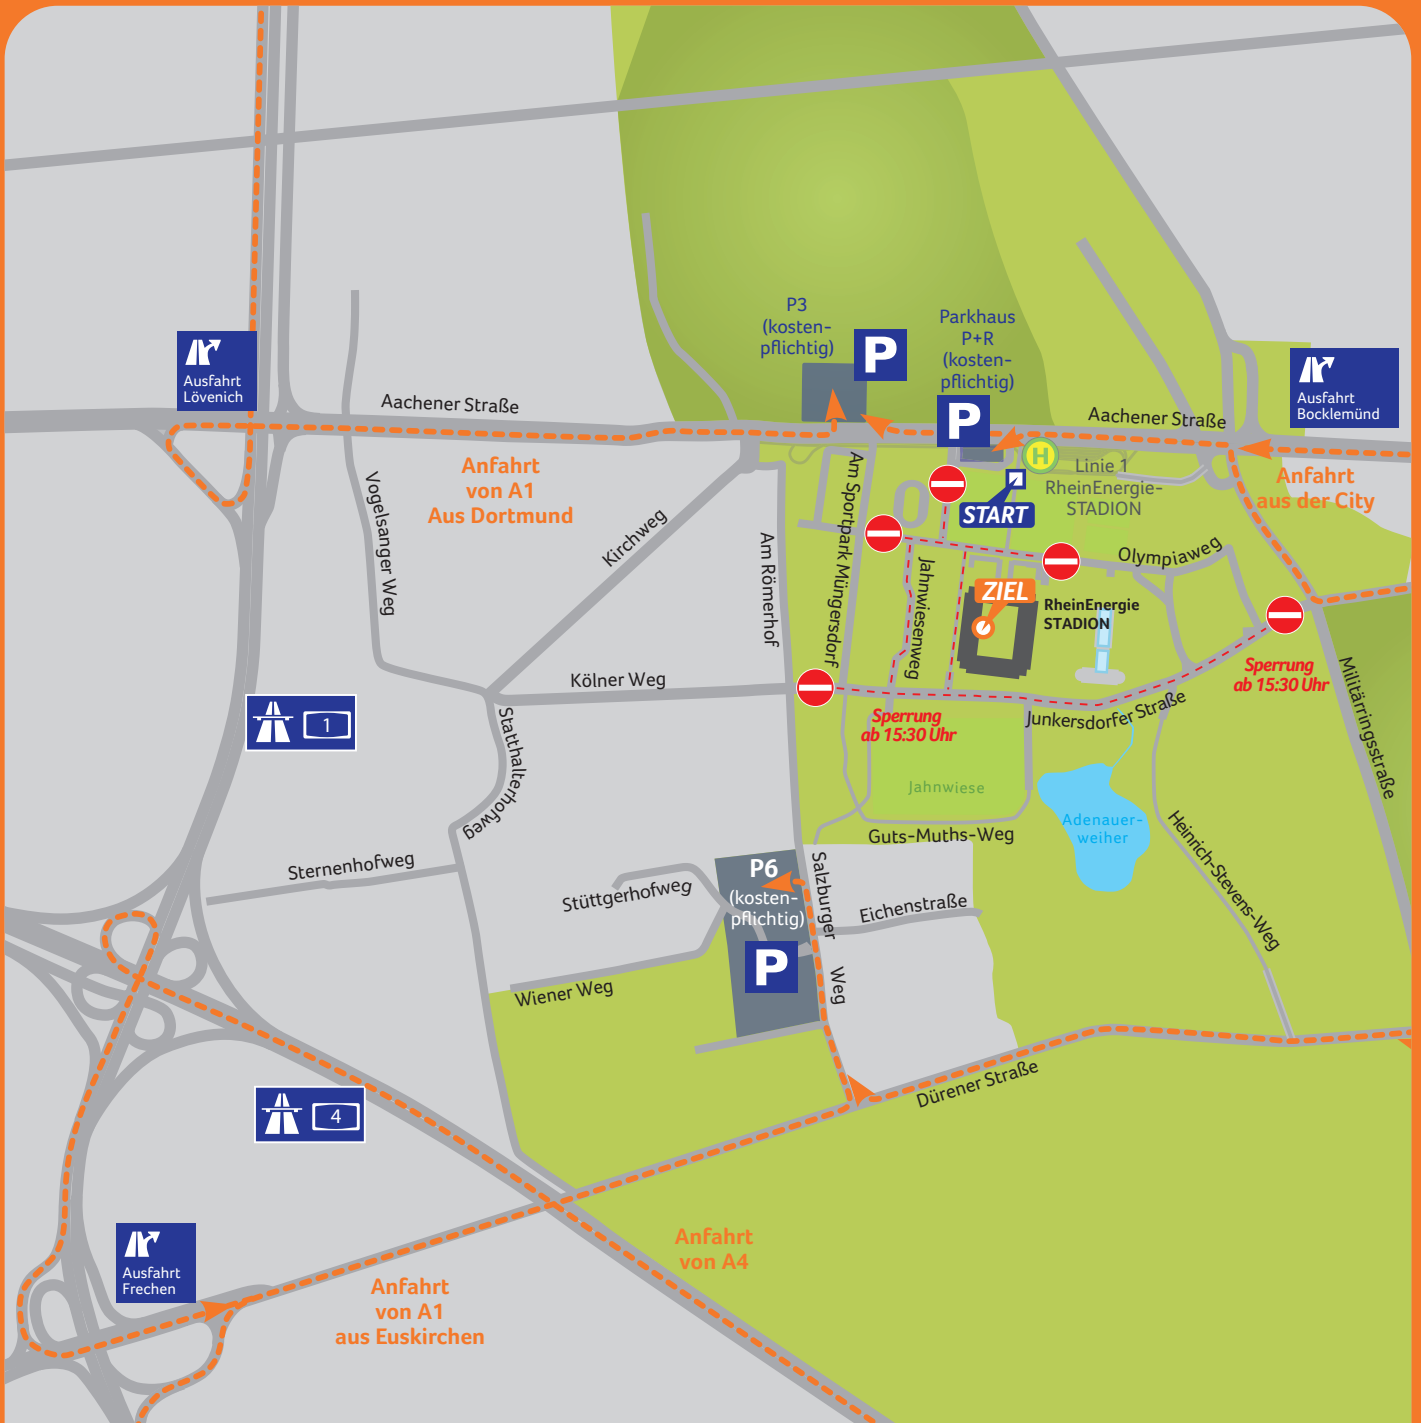 P3
(kosten-
pflichtig)
P
Parkhaus
P+R
(kosten-
pflichtig)
P
Ausfahrt
Lövenich
Ausfahrt
Bocklemünd
Aachener Straße
Aachener Straße
Anfahrt
von A1
Aus Dortmund
H
Linie 1
RheinEnergie-
STADION
Anfahrt
aus der City
START
Vogelsanger Weg
Kirchweg
Am Römerhof
Am Sportpark Müngersdorf
Jahnwiesenweg
Olympiaweg
ZIEL
RheinEnergie
STADION
Sperrung
ab 15:30 Uhr
Militärringsstraße
Kölner Weg
Sperrung
ab 15:30 Uhr
Junkersdorfer Straße
1
Statthalterhofweg
Jahnwiese
Adenauer-
weiher
Guts-Muths-Weg
Heinrich-Stevens-Weg
Sternenhofweg
Stüttgerhofweg
P6
(kosten-
pflichtig)
P
Salzburger
Weg
Eichenstraße
Wiener Weg
Dürener Straße
4
Ausfahrt
Frechen
Anfahrt
von A4
Anfahrt
von A1
aus Euskirchen